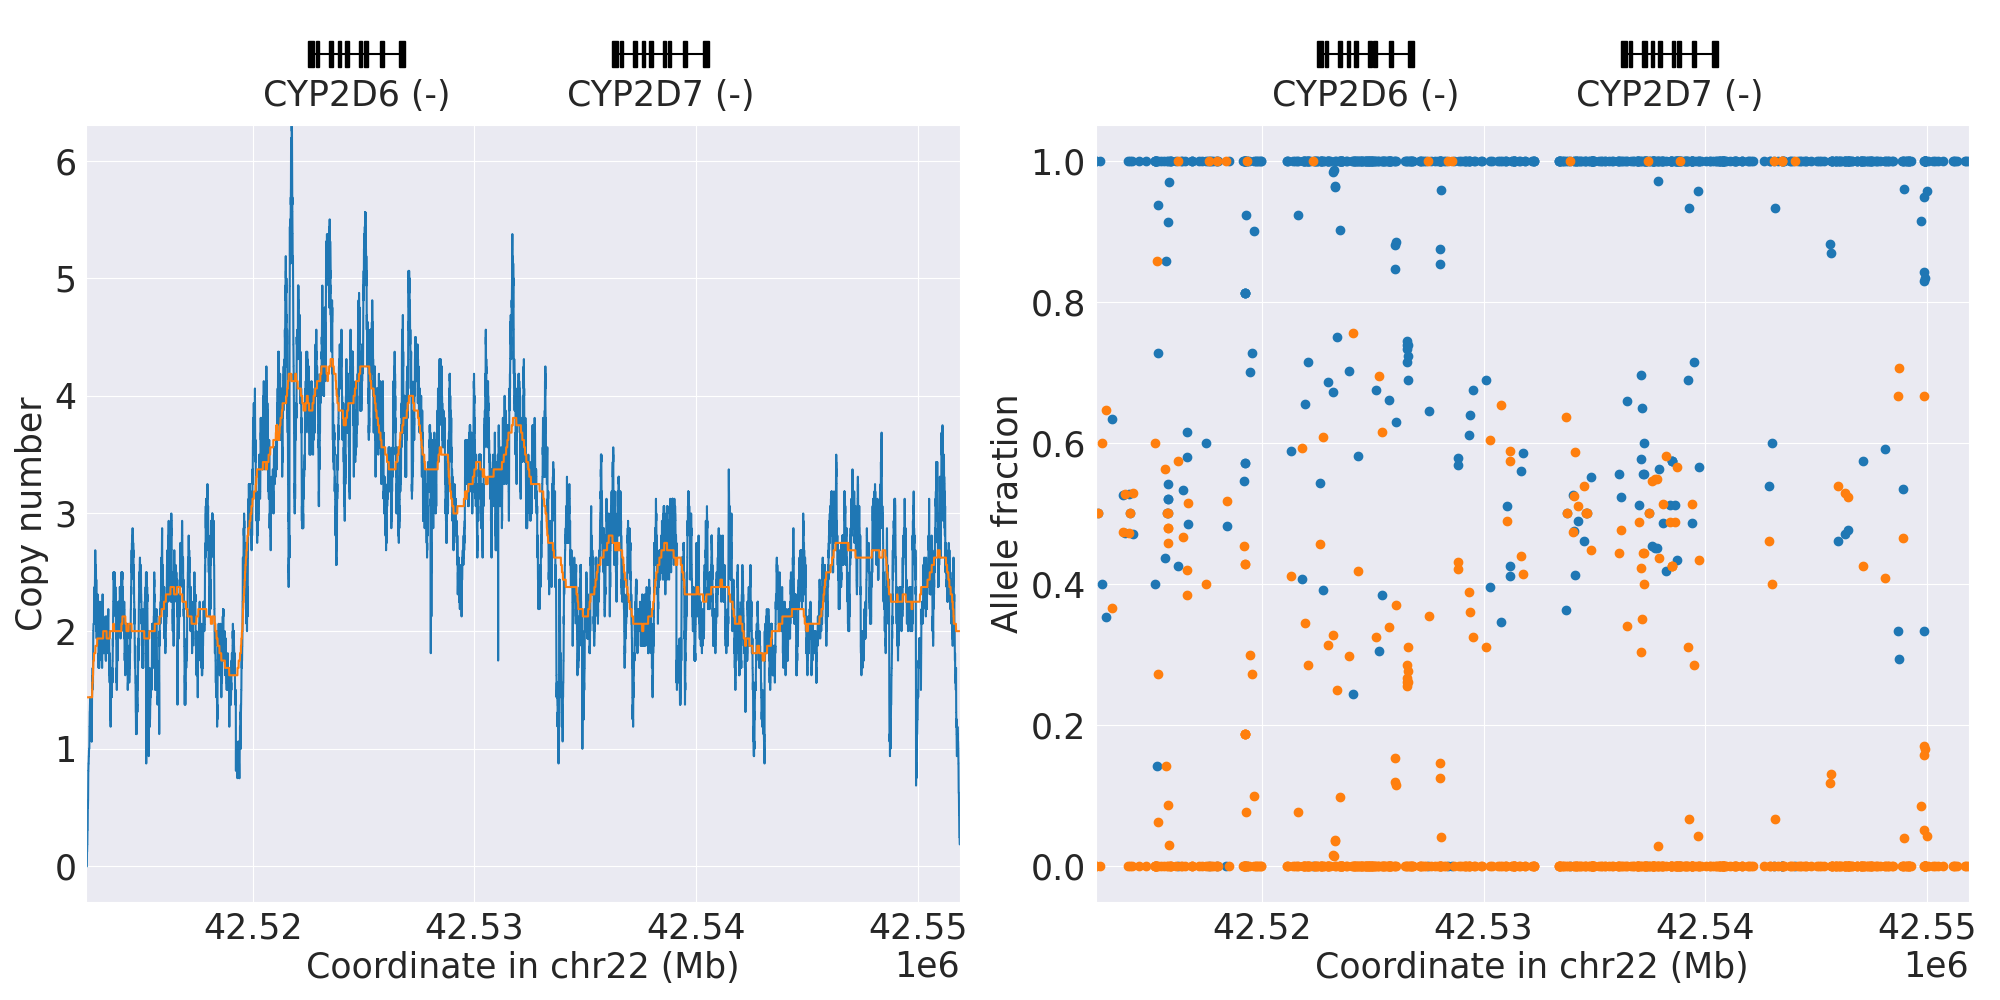 CYP2D6 (-) CYP2D7 (-)
6
5
4
3
2
1
0
Copy number
42.52 42.53 42.54 42.55
Coordinate in chr22 (Mb) 1e6
CYP2D6 (-) CYP2D7 (-)
1.0
0.8
0.6
0.4
0.2
0.0
Allele fraction
42.52 42.53 42.54 42.55
Coordinate in chr22 (Mb) 1e6